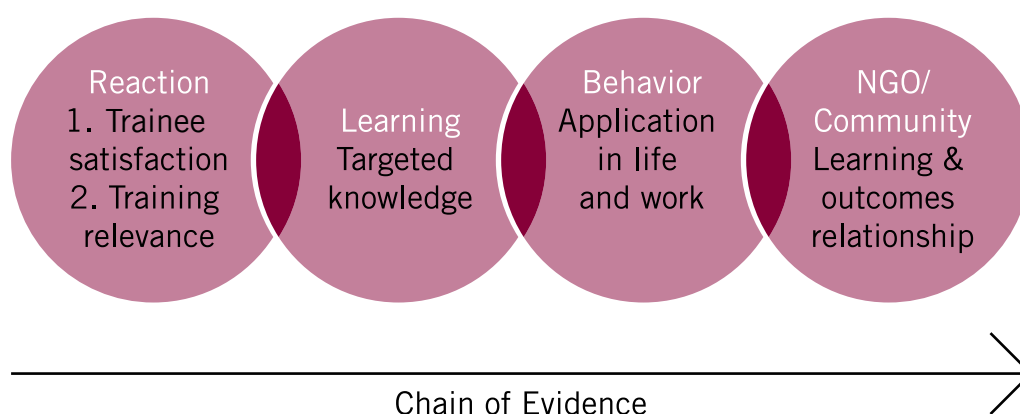 Reaction
1. Trainee
satisfaction
2. Training
relevance
Learning
Targeted
knowledge
Behavior
Application
in life
and work
NGO/
Community
Learning &
outcomes
relationship
Chain of Evidence